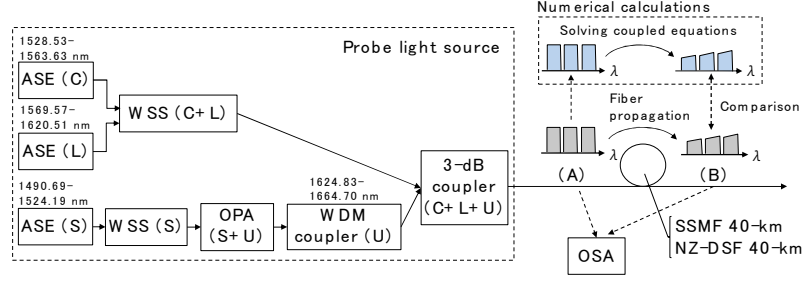 Numerical calculations
Solving coupled equations
λ
λ
Comparison
Fiber
propagation
λ
λ
(A)
(B)
Probe light source
1528.53-
1563.63 nm
ASE (C)
1569.57-
1620.51 nm
ASE (L)
WSS (C+L)
1490.69-
1524.19 nm
ASE (S)
WSS (S)
OPA
(S+U)
1624.83-
1664.70 nm
WDM
coupler (U)
3-dB
coupler
(C+L+U)
OSA
SSMF 40-km
NZ-DSF 40-km